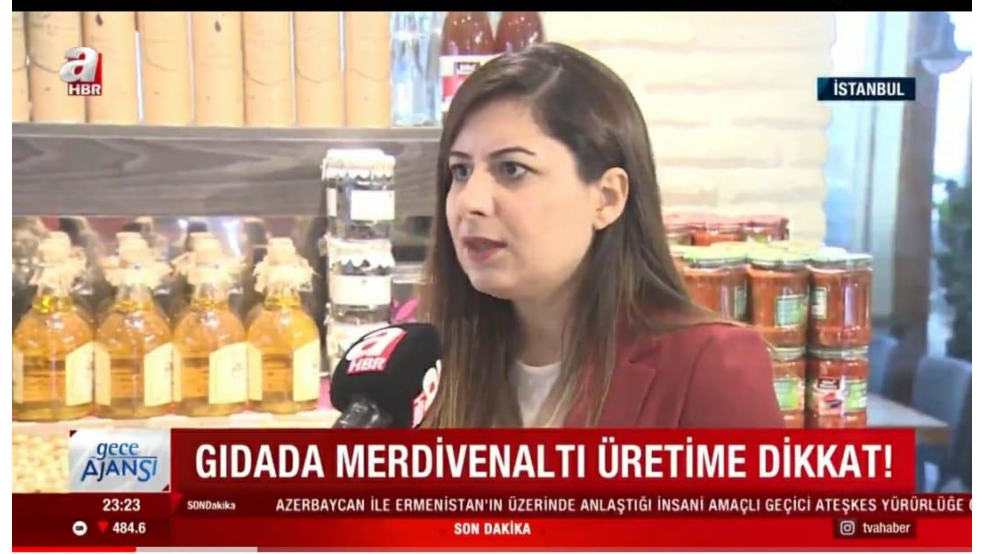 a
HBR
İSTANBUL
a
HBR
gece
AJANSI
GIDADA MERDİVENALTI ÜRETİME DİKKAT!
23:23
SONDakika
AZERBAYCAN İLE ERMENİSTAN'IN ÜZERİNDE ANLAŞTIĞI İNSANİ AMAÇLI GEÇİCİ ATEŞKES YÜRÜRLÜĞE
484.6
SON DAKİKA
tvahaber